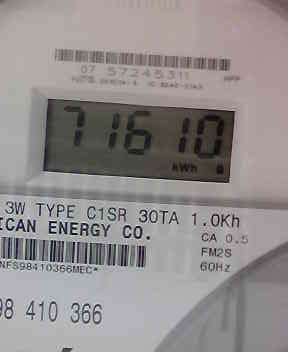 07 57245311
71610
kWh
3W TYPE C1SR 30TA 1.0Kh
ICAN ENERGY CO.
CA 0.5
FM2S
60Hz
NFS98410366MEC*
98 410 366